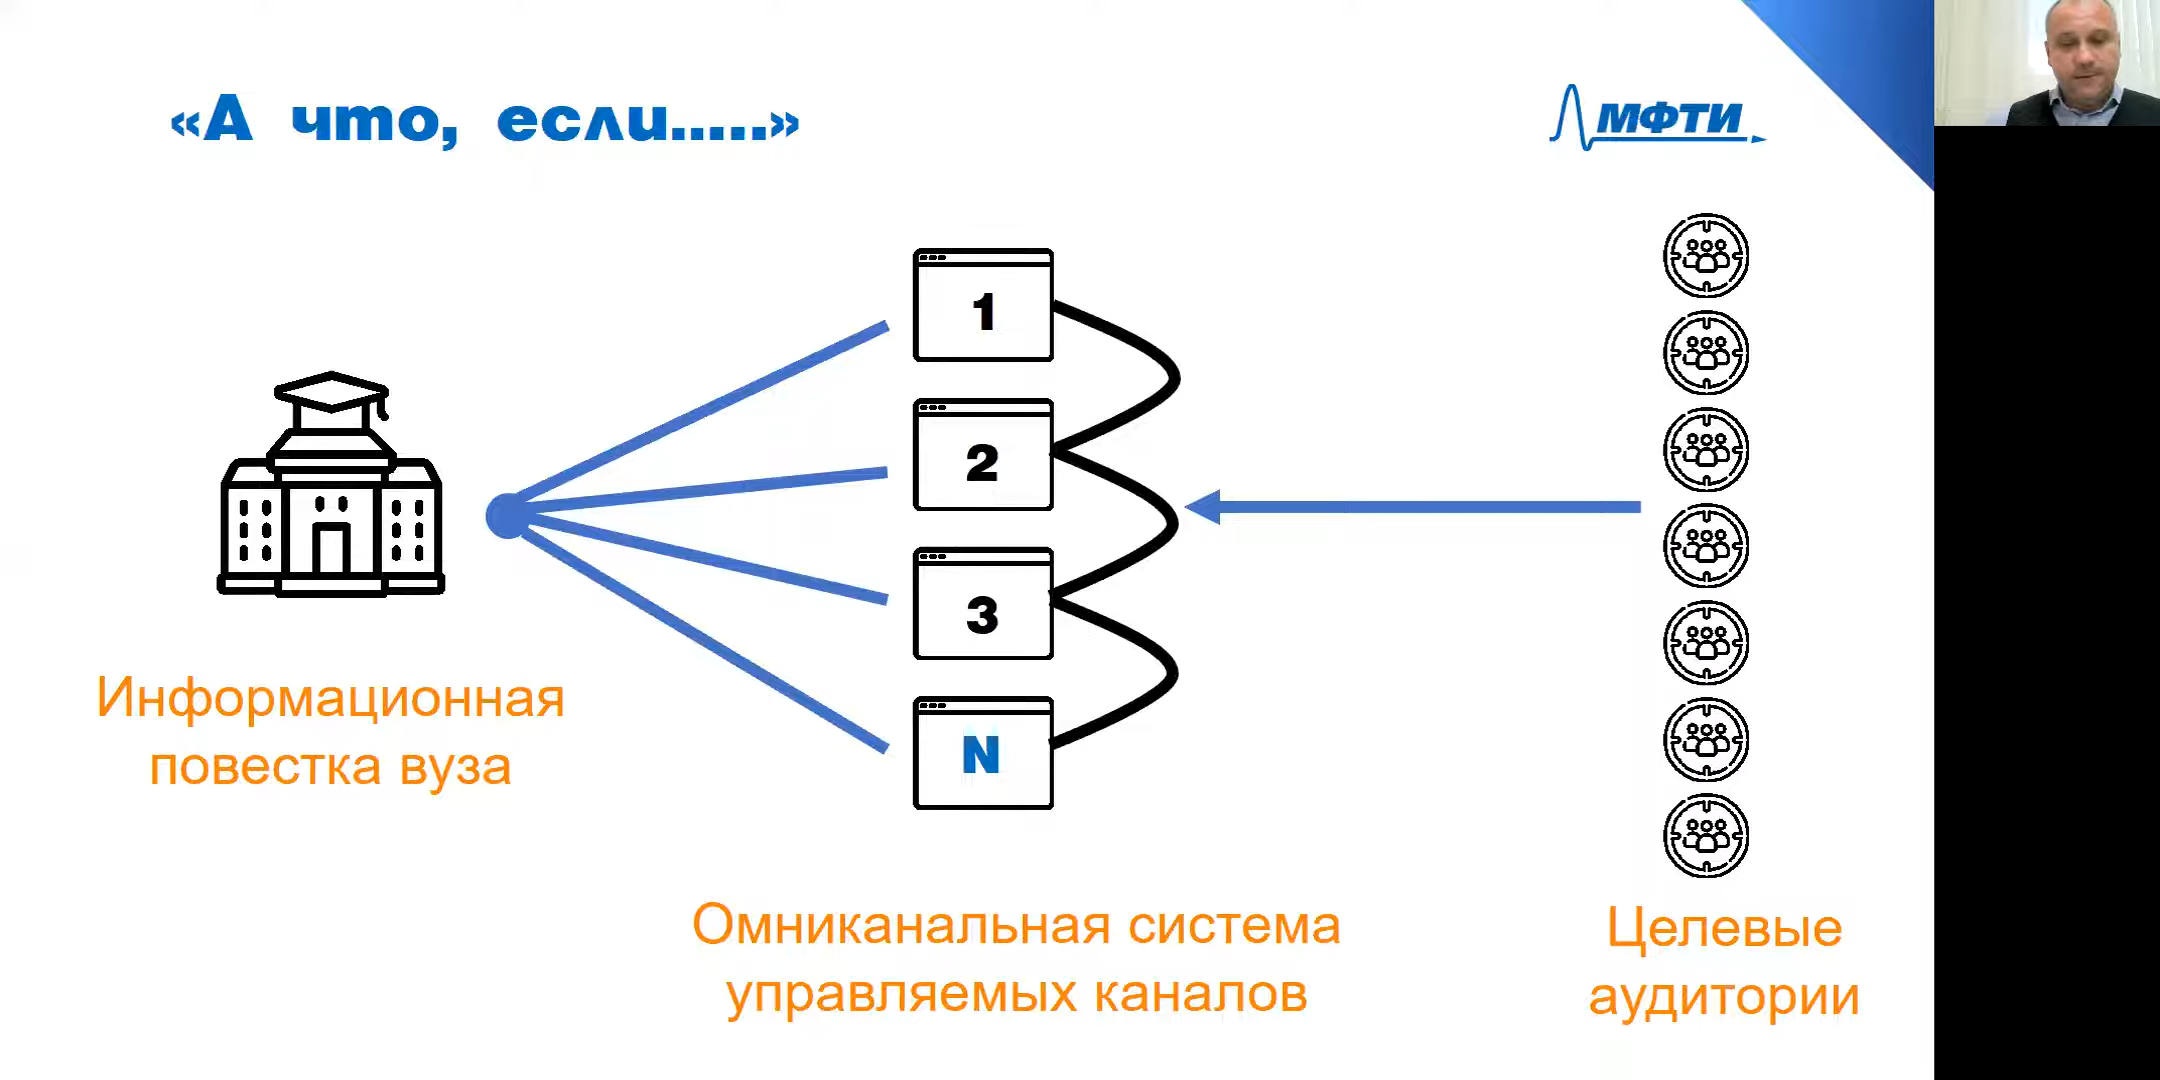 «А что, если.....»
МФТИ
1
2
3
N
Информационная
повестка вуза
Омниканальная система
управляемых каналов
Целевые
аудитории